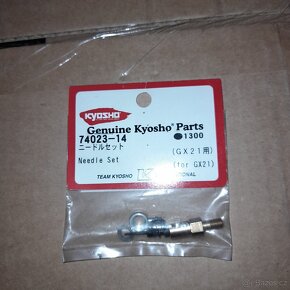 KYOSHO
Genuine Kyosho Parts
74023-14
1300
ニードルセット
(GX21用)
Needle Set
(for GX21)
TEAM KYOSHO